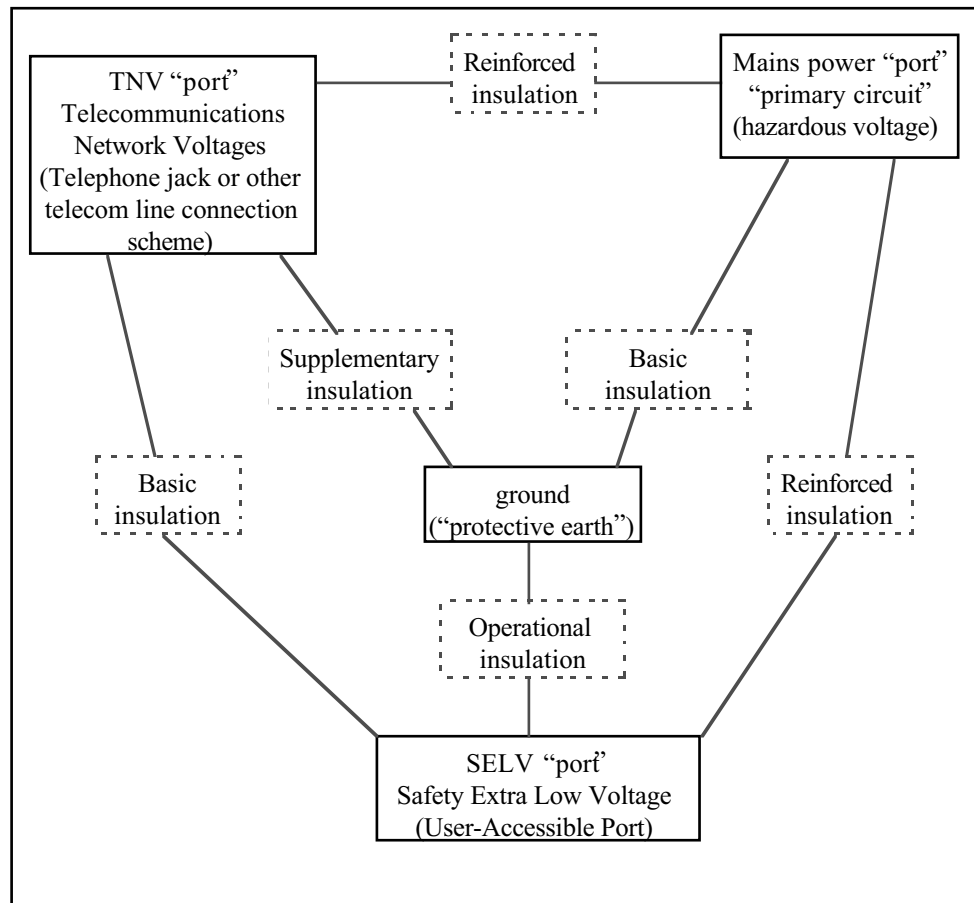 TNV “port”
Telecommunications
Network Voltages
(Telephone jack or other
telecom line connection
scheme)
Reinforced
insulation
Mains power “port”
“primary circuit”
(hazardous voltage)
Supplementary
insulation
Basic
insulation
Basic
insulation
ground
(“protective earth”)
Reinforced
insulation
Operational
insulation
SELV “port”
Safety Extra Low Voltage
(User-Accessible Port)